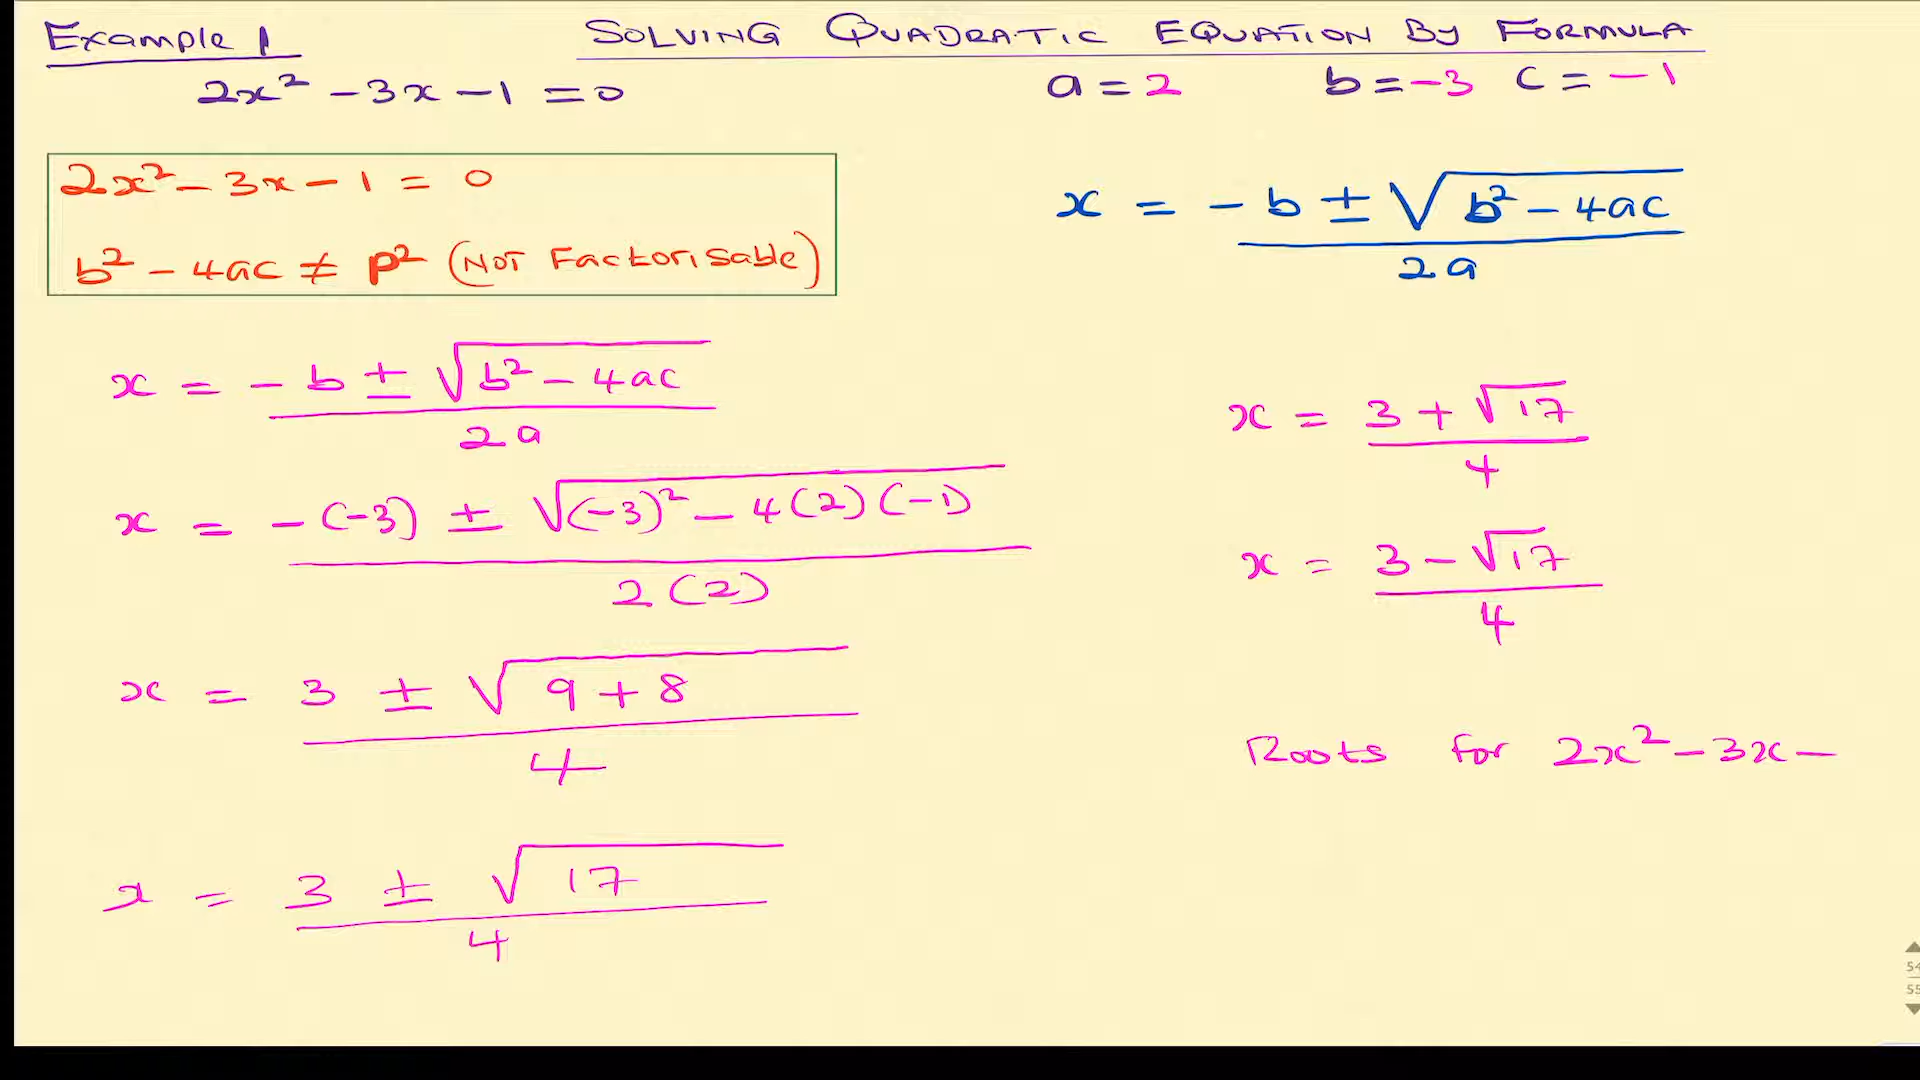 Example 1
SOLVING QUADRATIC EQUATION BY FORMULA
2x² - 3x - 1 = 0
a = 2 b = -3 c = -1
2x² - 3x - 1 = 0
b² - 4ac ≠ p² (NOT Factorisable)
x = -b ± √(b² - 4ac) / 2a
x = -b ± √(b² - 4ac) / 2a
x = -(-3) ± √((-3)² - 4(2)(-1)) / 2(2)
x = 3 ± √(9 + 8) / 4
x = 3 ± √17 / 4
x = 3 + √17 / 4
x = 3 - √17 / 4
Roots for 2x² - 3x -
54
55